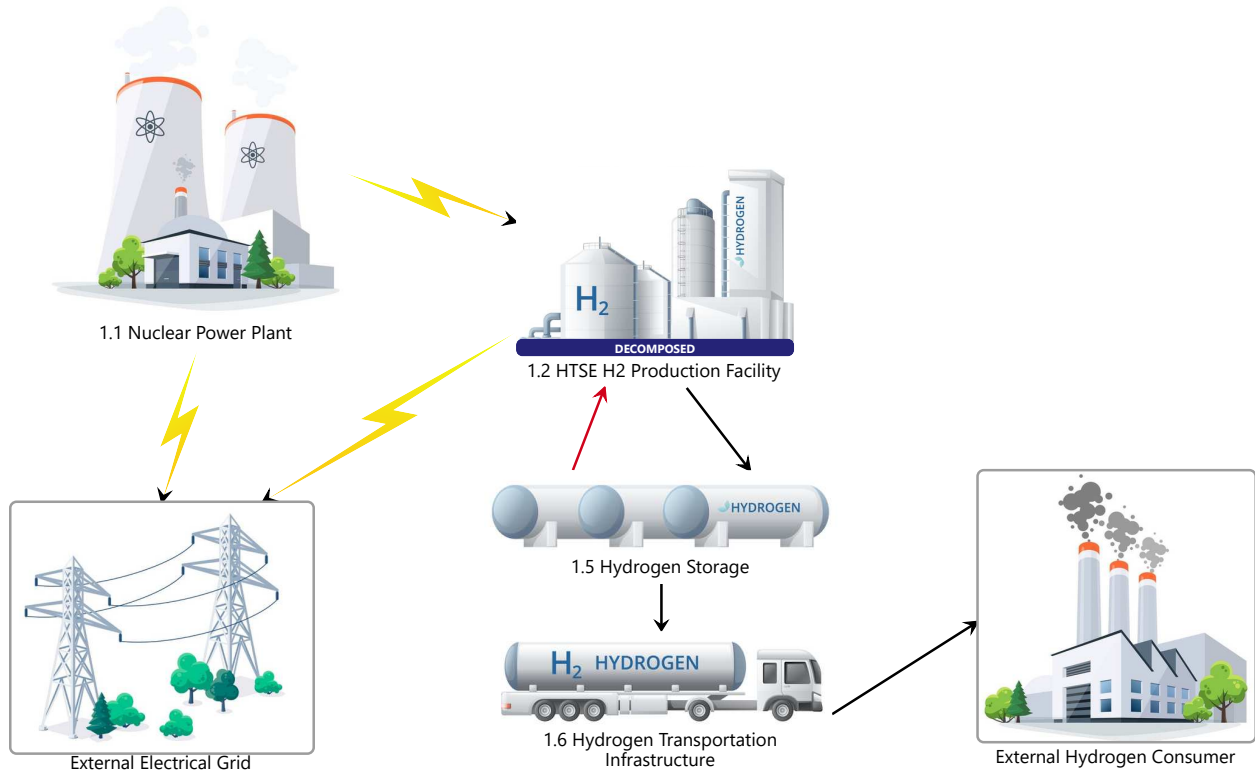 HYDROGEN
H₂
1.1 Nuclear Power Plant
DECOMPOSED
1.2 HTSE H2 Production Facility
HYDROGEN
1.5 Hydrogen Storage
H₂ HYDROGEN
1.6 Hydrogen Transportation
Infrastructure
External Electrical Grid
External Hydrogen Consumer